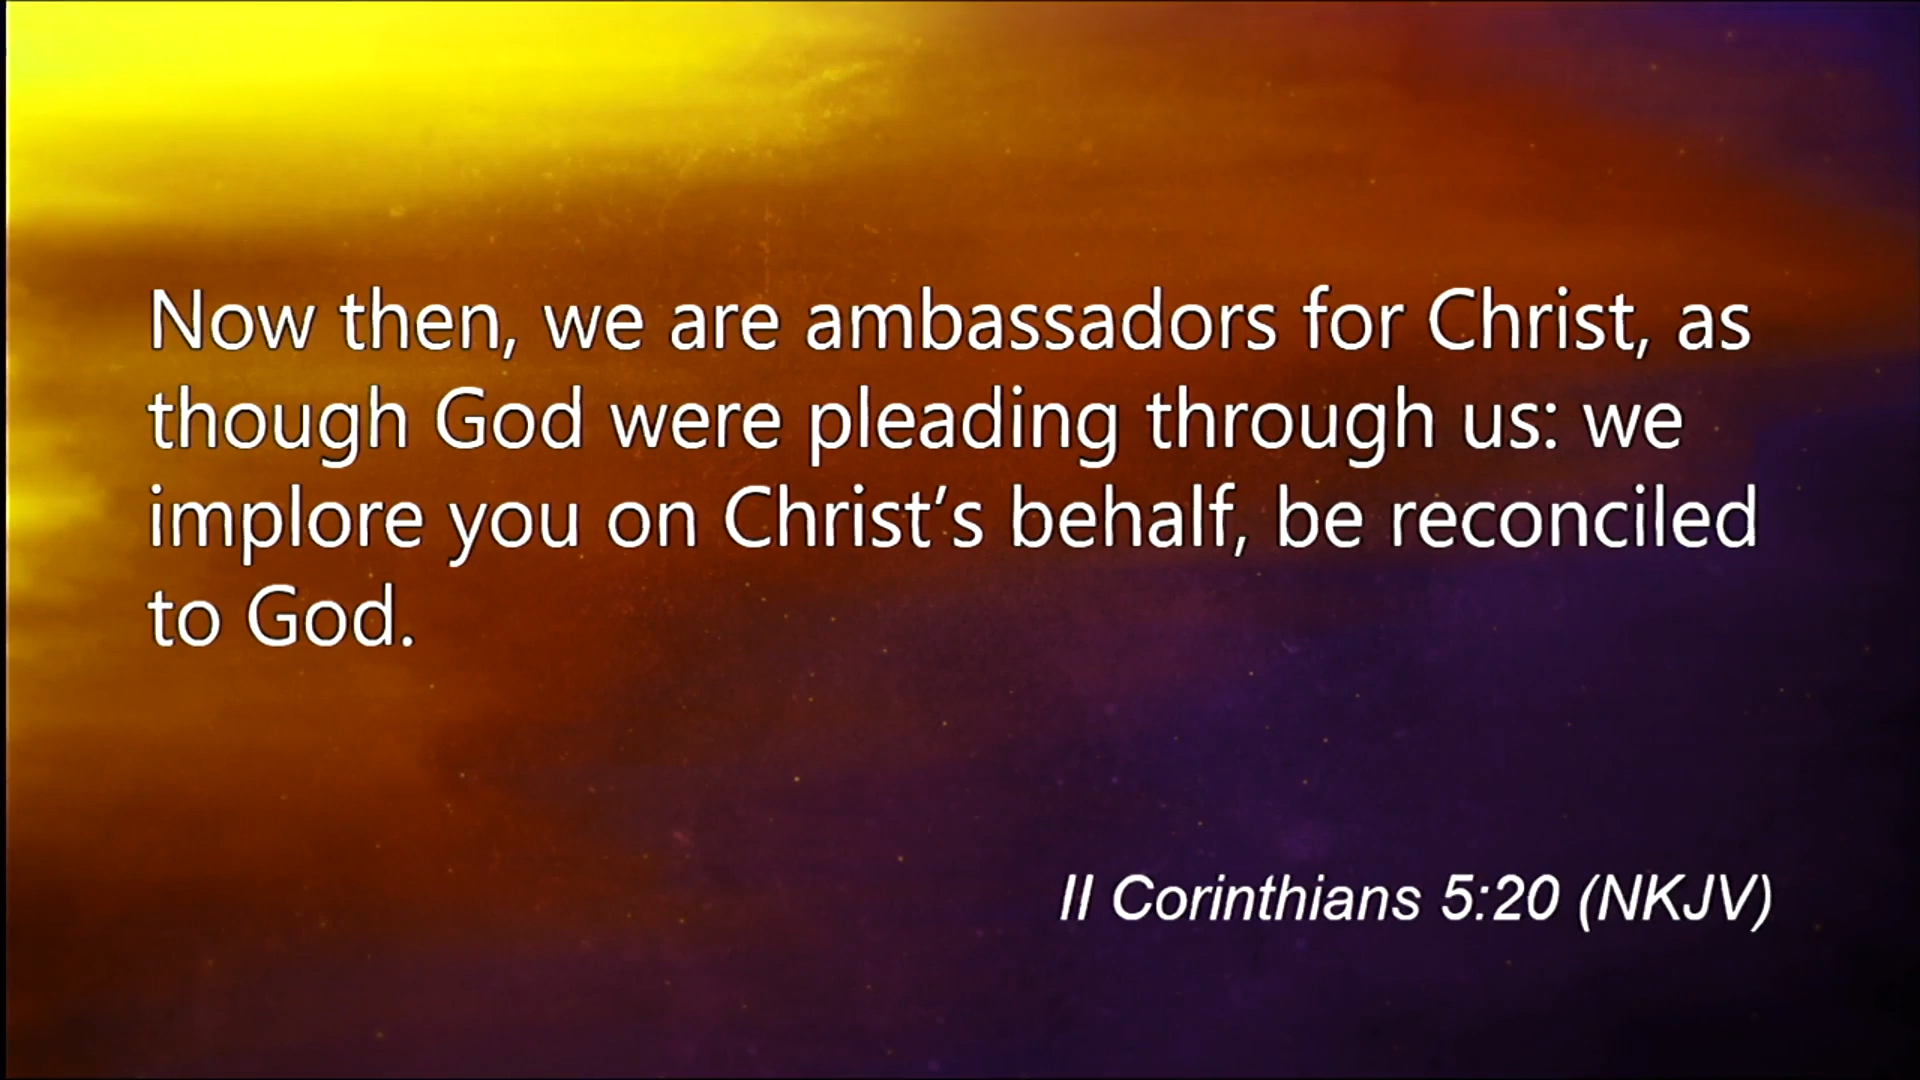 Now then, we are ambassadors for Christ, as
though God were pleading through us: we
implore you on Christ’s behalf, be reconciled
to God.
II Corinthians 5:20 (NKJV)